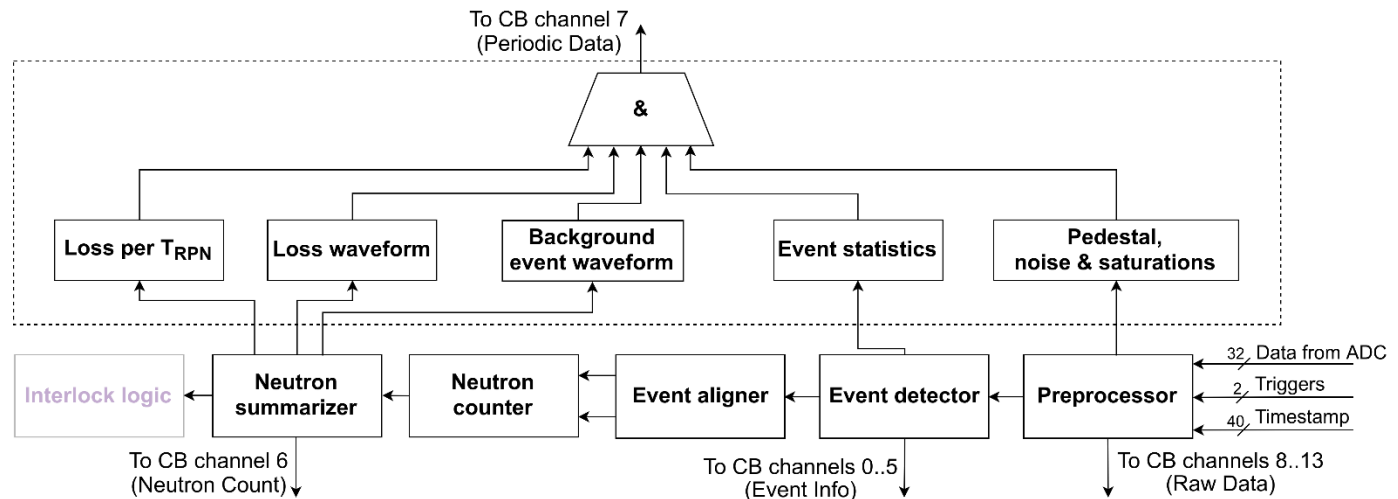 To CB channel 7
(Periodic Data)
&
Loss per TRPN
Loss waveform
Background
event waveform
Event statistics
Pedestal,
noise & saturations
Interlock logic
Neutron
summarizer
Neutron
counter
Event aligner
Event detector
Preprocessor
32 Data from ADC
2 Triggers
40 Timestamp
To CB channel 6
(Neutron Count)
To CB channels 0..5
(Event Info)
To CB channels 8..13
(Raw Data)